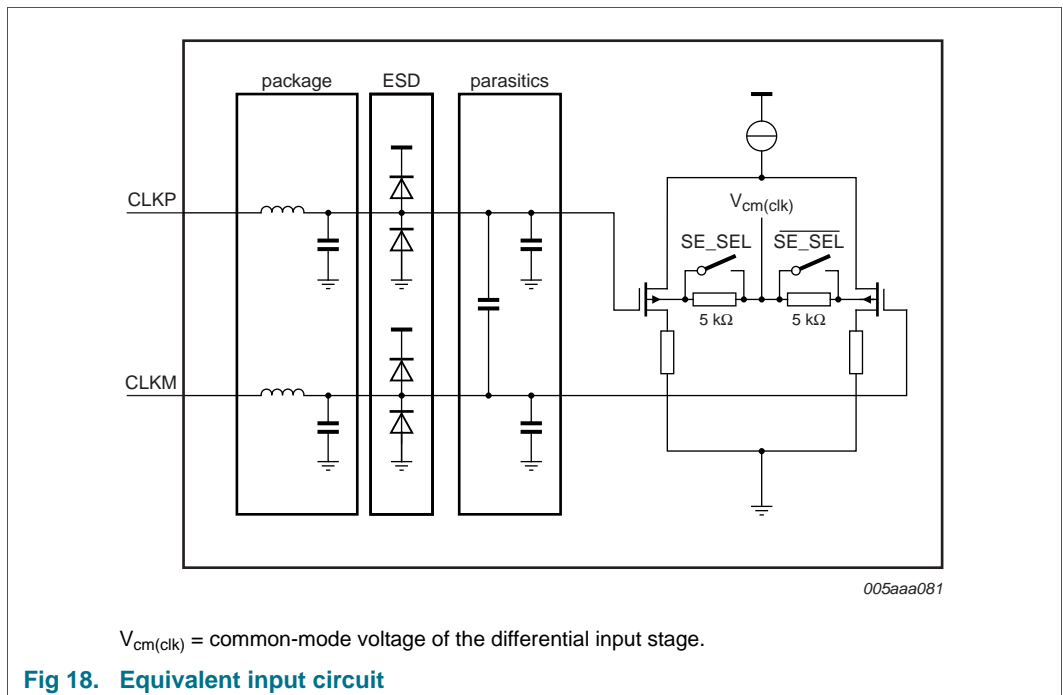 package ESD parasitics
CLKP
V_cm(clk)
SE_SEL S̅E̅_̅S̅E̅L̅
5 kΩ 5 kΩ
CLKM
005aaa081
V_cm(clk) = common-mode voltage of the differential input stage.
Fig 18. Equivalent input circuit